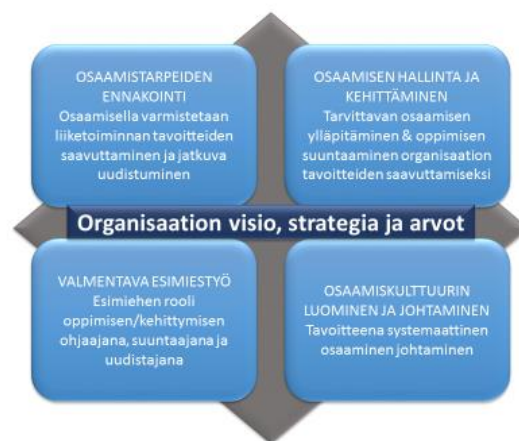 OSAAMISTARPEIDEN
ENNAKOINTI
Osaamisella varmistetaan
liiketoiminnan tavoitteiden
saavuttaminen ja jatkuva
uudistuminen
OSAAMISEN HALLINTA JA
KEHITTÄMINEN
Tarvittavan osaamisen
ylläpitäminen & oppimisen
suuntaaminen organisaation
tavoitteiden saavuttamiseksi
Organisaation visio, strategia ja arvot
VALMENTAVA ESIMIESTYÖ
Esimiehen rooli
oppimisen/kehittymisen
ohjaajana, suuntaajana ja
uudistajana
OSAAMISKULTTUURIN
LUOMINEN JA JOHTAMINEN
Tavoitteena systemaattinen
osaaminen johtaminen